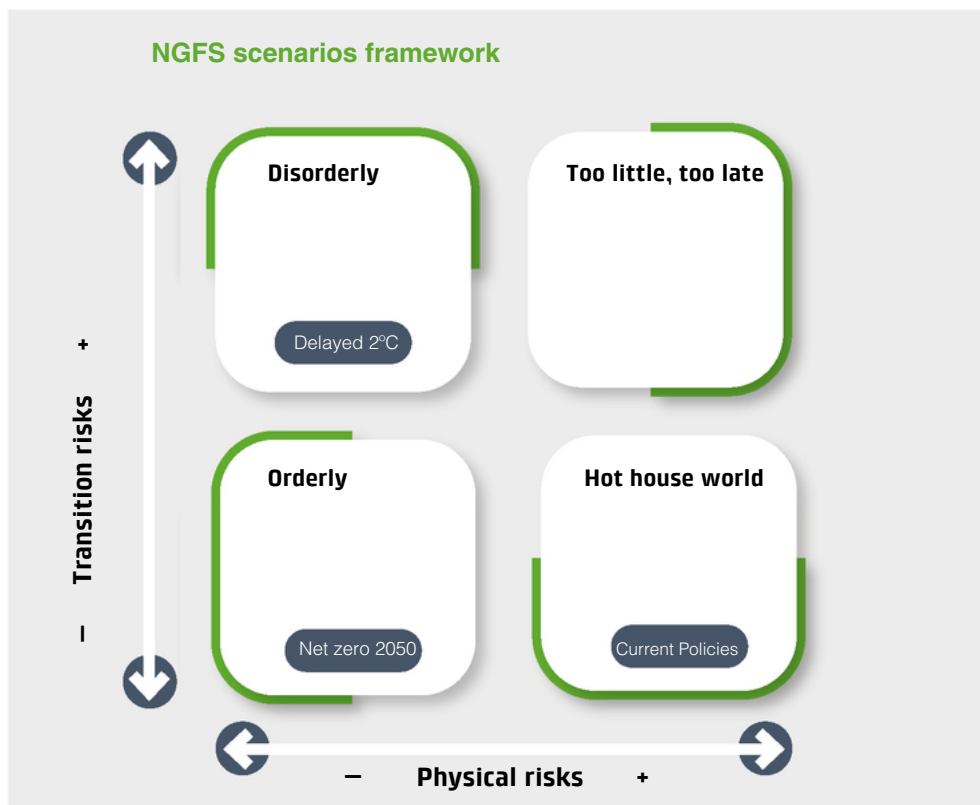 NGFS scenarios framework
Disorderly
Too little, too late
Delayed 2ºC
– Transition risks +
Orderly
Hot house world
Net zero 2050
Current Policies
– Physical risks +